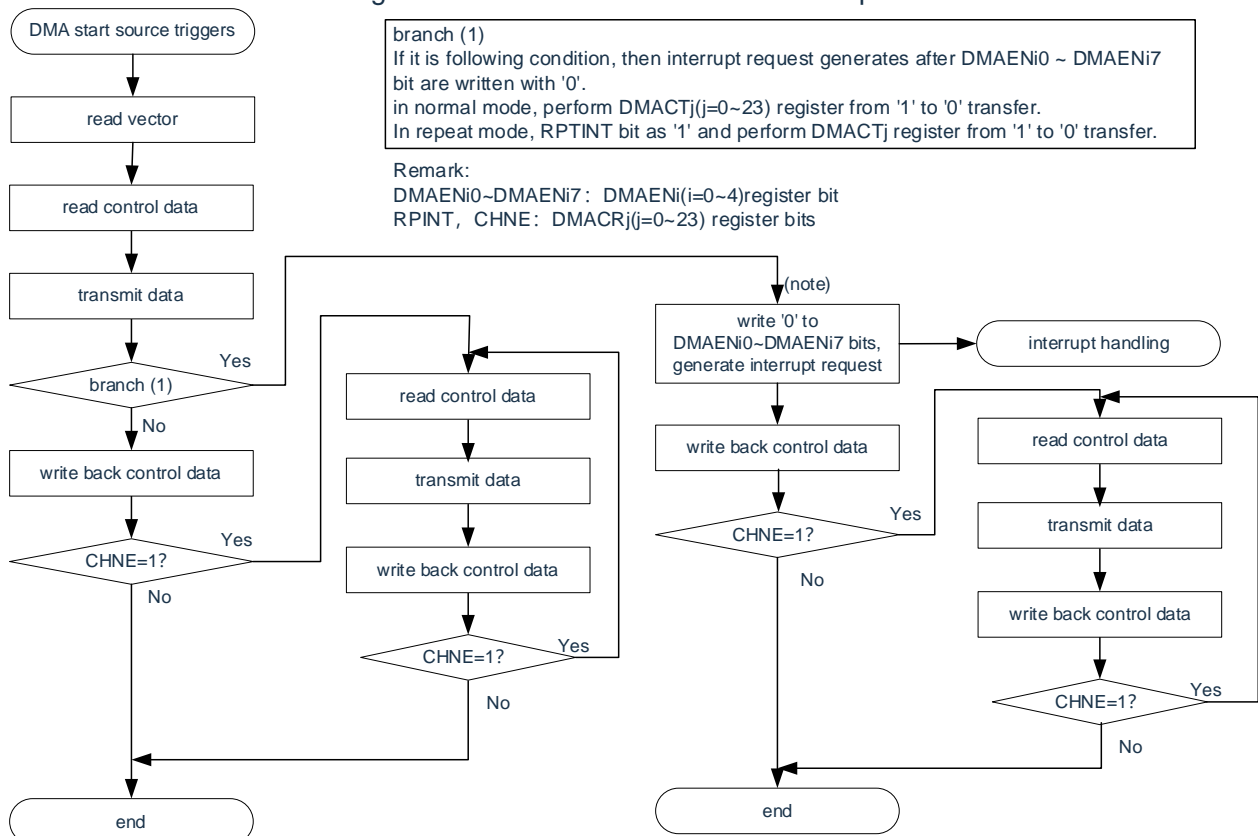 DMA start source triggers
read vector
read control data
transmit data
branch (1)
Yes
No
write back control data
CHNE=1?
Yes
No
end
branch (1)
If it is following condition, then interrupt request generates after DMAENi0 ~ DMAENi7
bit are written with '0'.
in normal mode, perform DMACTj(j=0~23) register from '1' to '0' transfer.
In repeat mode, RPTINT bit as '1' and perform DMACTj register from '1' to '0' transfer.
Remark:
DMAENi0~DMAENi7： DMAENi(i=0~4)register bit
RPINT， CHNE： DMACRj(j=0~23) register bits
read control data
transmit data
write back control data
CHNE=1?
Yes
No
(note)
write '0' to
DMAENi0~DMAENi7 bits,
generate interrupt request
interrupt handling
write back control data
CHNE=1?
Yes
No
read control data
transmit data
write back control data
CHNE=1?
Yes
No
end